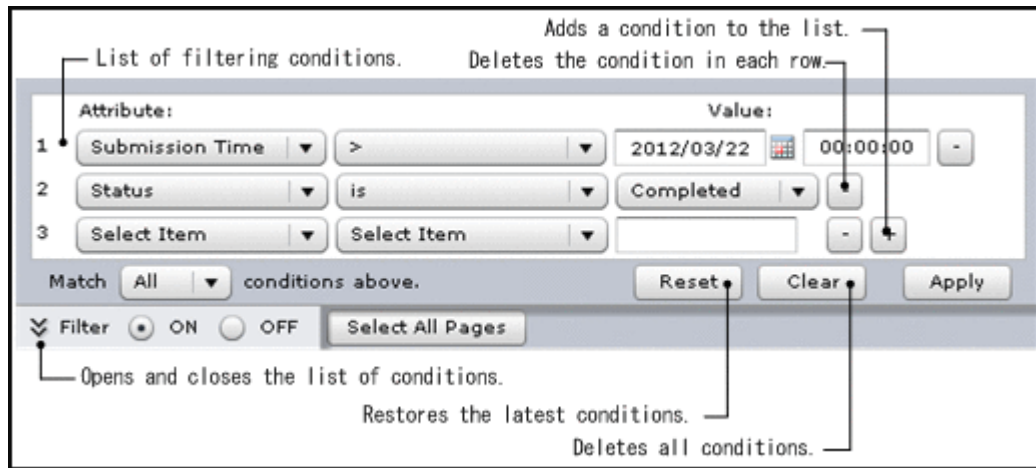 Adds a condition to the list.
List of filtering conditions.
Deletes the condition in each row.
Attribute: Value:
1 Submission Time > 2012/03/22 00:00:00 -
2 Status is Completed -
3 Select Item Select Item - +
Match All conditions above. Reset Clear Apply
Filter ON OFF Select All Pages
Opens and closes the list of conditions.
Restores the latest conditions.
Deletes all conditions.